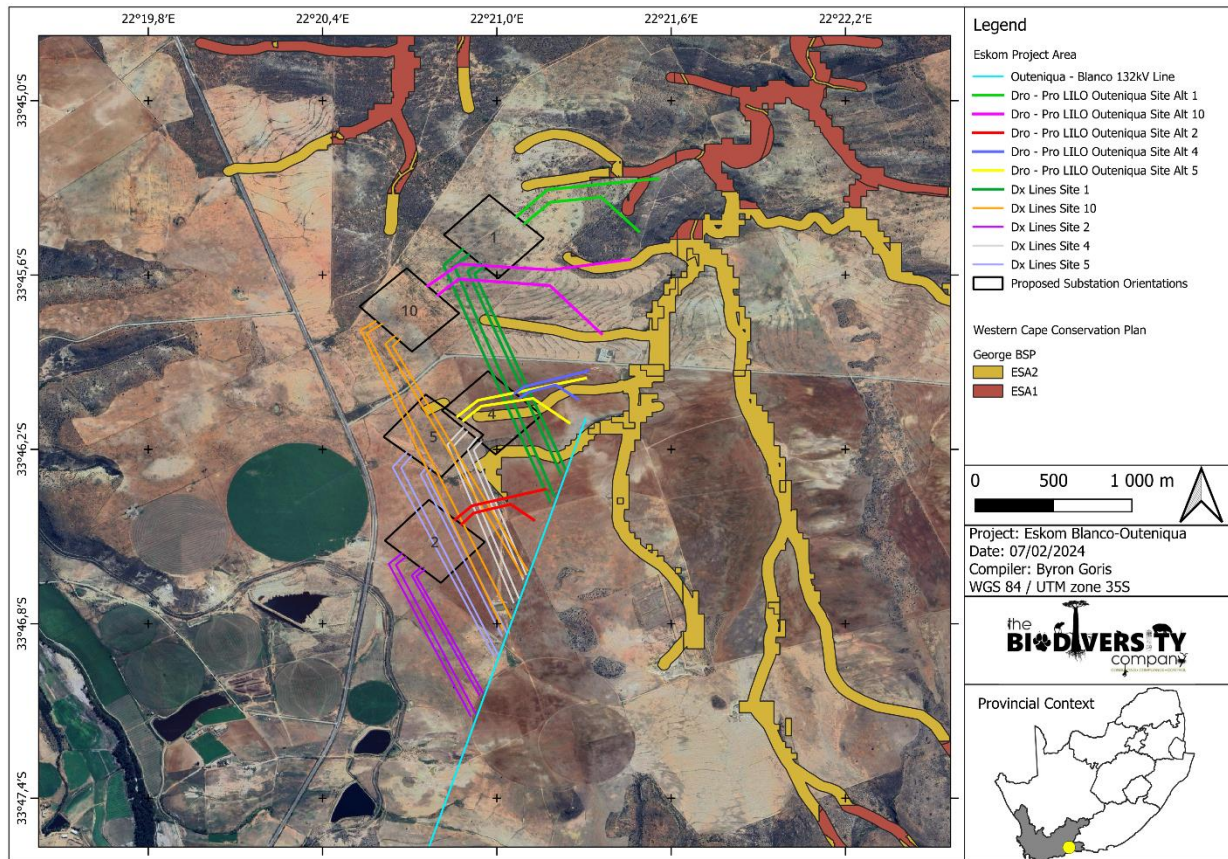 22°19,8'E 22°20,4'E 22°21,0'E 22°21,6'E 22°22,2'E
33°45,0'S
33°45,6'S
33°46,2'S
33°46,8'S
33°47,4'S
1
10
4
5
2
Legend
Eskom Project Area
Outeniqua - Blanco 132kV Line
Dro - Pro LILO Outeniqua Site Alt 1
Dro - Pro LILO Outeniqua Site Alt 10
Dro - Pro LILO Outeniqua Site Alt 2
Dro - Pro LILO Outeniqua Site Alt 4
Dro - Pro LILO Outeniqua Site Alt 5
Dx Lines Site 1
Dx Lines Site 10
Dx Lines Site 2
Dx Lines Site 4
Dx Lines Site 5
Proposed Substation Orientations
Western Cape Conservation Plan
George BSP
ESA2
ESA1
0 500 1 000 m
Project: Eskom Blanco-Outeniqua
Date: 07/02/2024
Compiler: Byron Goris
WGS 84 / UTM zone 35S
the
BIODIVERSITY
company
Provincial Context